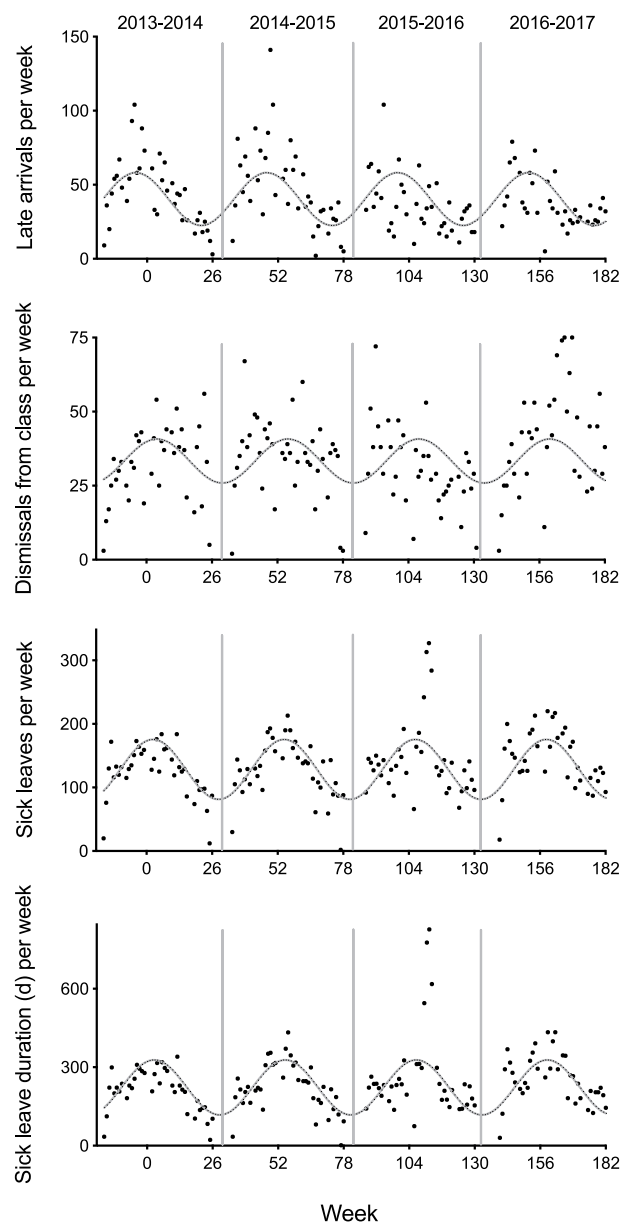 2013-2014 2014-2015 2015-2016 2016-2017
Late arrivals per week
150
100
50
0
0 26 52 78 104 130 156 182
Dismissals from class per week
75
50
25
0
0 26 52 78 104 130 156 182
Sick leaves per week
300
200
100
0
0 26 52 78 104 130 156 182
Sick leave duration (d) per week
600
300
0
0 26 52 78 104 130 156 182
Week